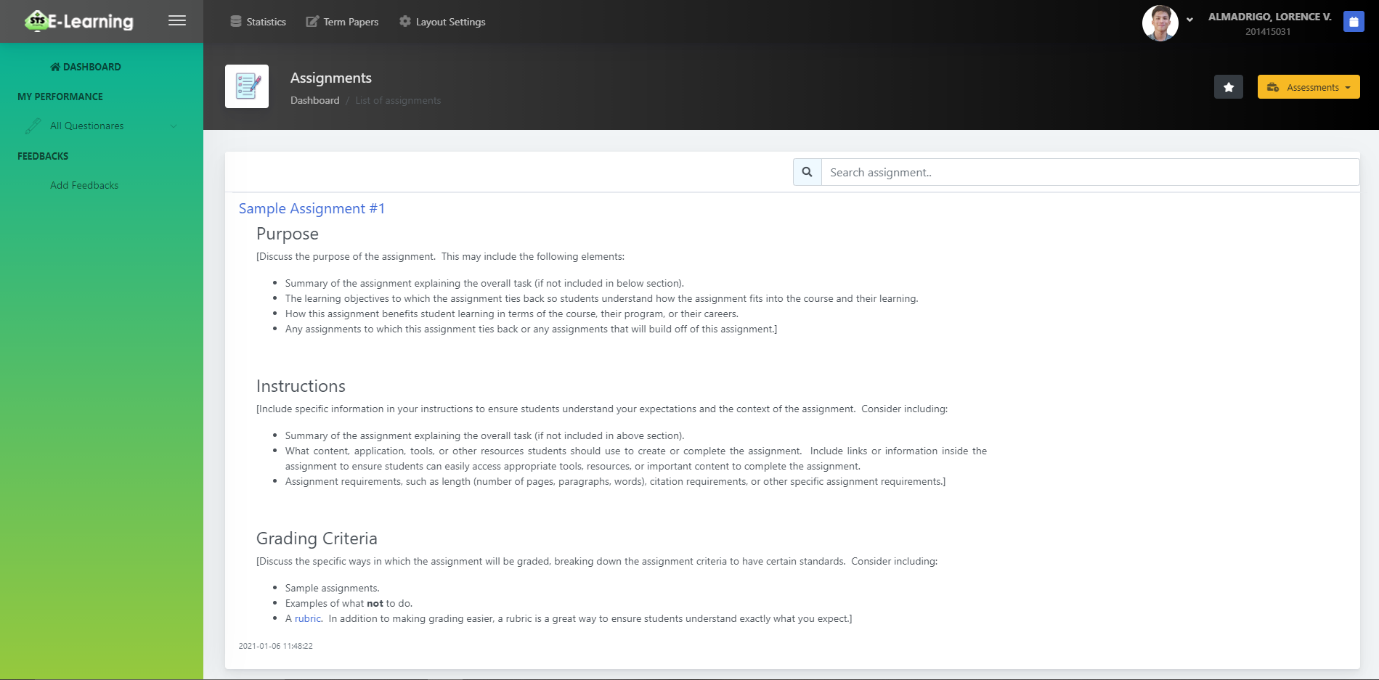 STS E-Learning
Statistics
Term Papers
Layout Settings
ALMADRIGO, LORENCE V.
201415031
DASHBOARD
MY PERFORMANCE
All Questionares
FEEDBACKS
Add Feedbacks
Assignments
Dashboard / List of assignments
Assessments
Search assignment..
Sample Assignment #1
Purpose
[Discuss the purpose of the assignment. This may include the following elements:
• Summary of the assignment explaining the overall task (if not included in below section).
• The learning objectives to which the assignment ties back so students understand how the assignment fits into the course and their learning.
• How this assignment benefits student learning in terms of the course, their program, or their careers.
• Any assignments to which this assignment ties back or any assignments that will build off of this assignment.]
Instructions
[Include specific information in your instructions to ensure students understand your expectations and the context of the assignment. Consider including:
• Summary of the assignment explaining the overall task (if not included in above section).
• What content, application, tools, or other resources students should use to create or complete the assignment. Include links or information inside the
assignment to ensure students can easily access appropriate tools, resources, or important content to complete the assignment.
• Assignment requirements, such as length (number of pages, paragraphs, words), citation requirements, or other specific assignment requirements.]
Grading Criteria
[Discuss the specific ways in which the assignment will be graded, breaking down the assignment criteria to have certain standards. Consider including:
• Sample assignments.
• Examples of what not to do.
• A rubric. In addition to making grading easier, a rubric is a great way to ensure students understand exactly what you expect.]
2021-01-06 11:48:22